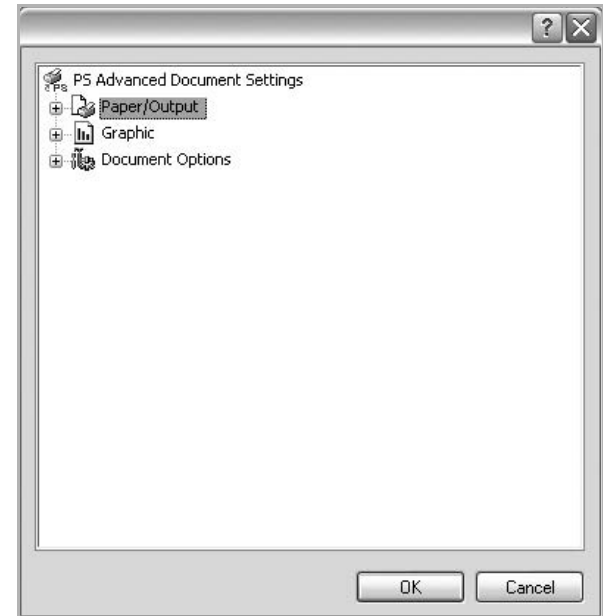 ?
PS Advanced Document Settings
Paper/Output
Graphic
Document Options
OK Cancel